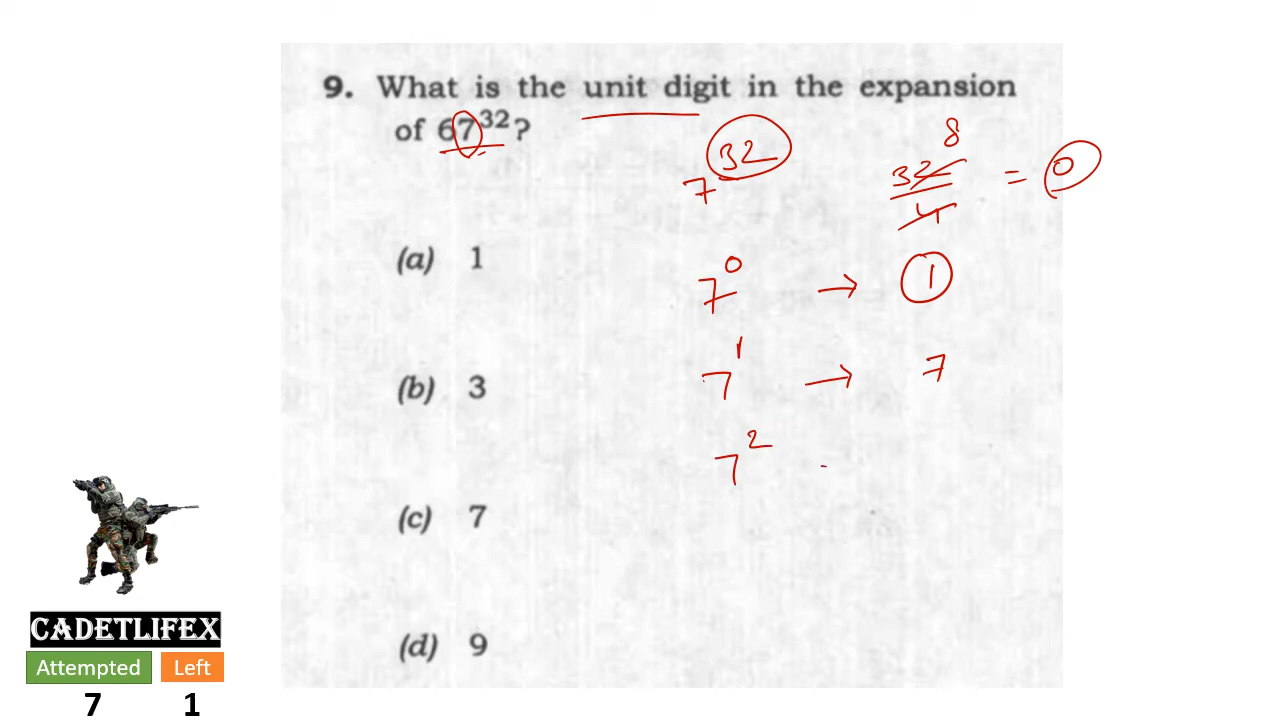 9. What is the unit digit in the expansion
of 67³²?
7³²
8
32/4 = 0
(a) 1
7⁰ → 1
7¹ → 7
(b) 3
7²
(c) 7
(d) 9
CADETLIFEX
Attempted Left
7 1